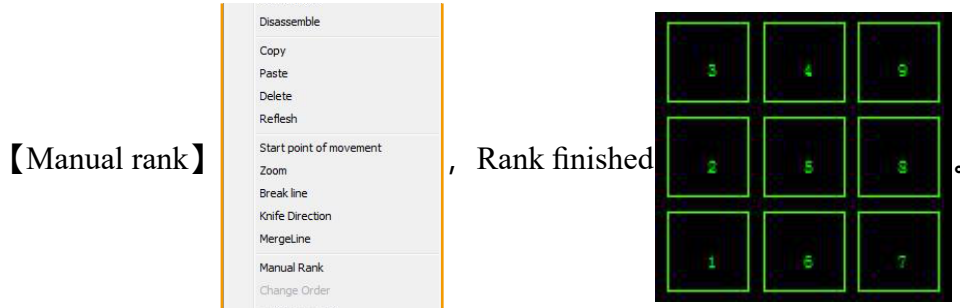 Disassemble
Copy
Paste
Delete
Reflesh
【Manual rank】
Start point of movement
Zoom
Break line
Knife Direction
MergeLine
Manual Rank
Change Order
, Rank finished
3 4 9
2 5 8
1 6 7
。